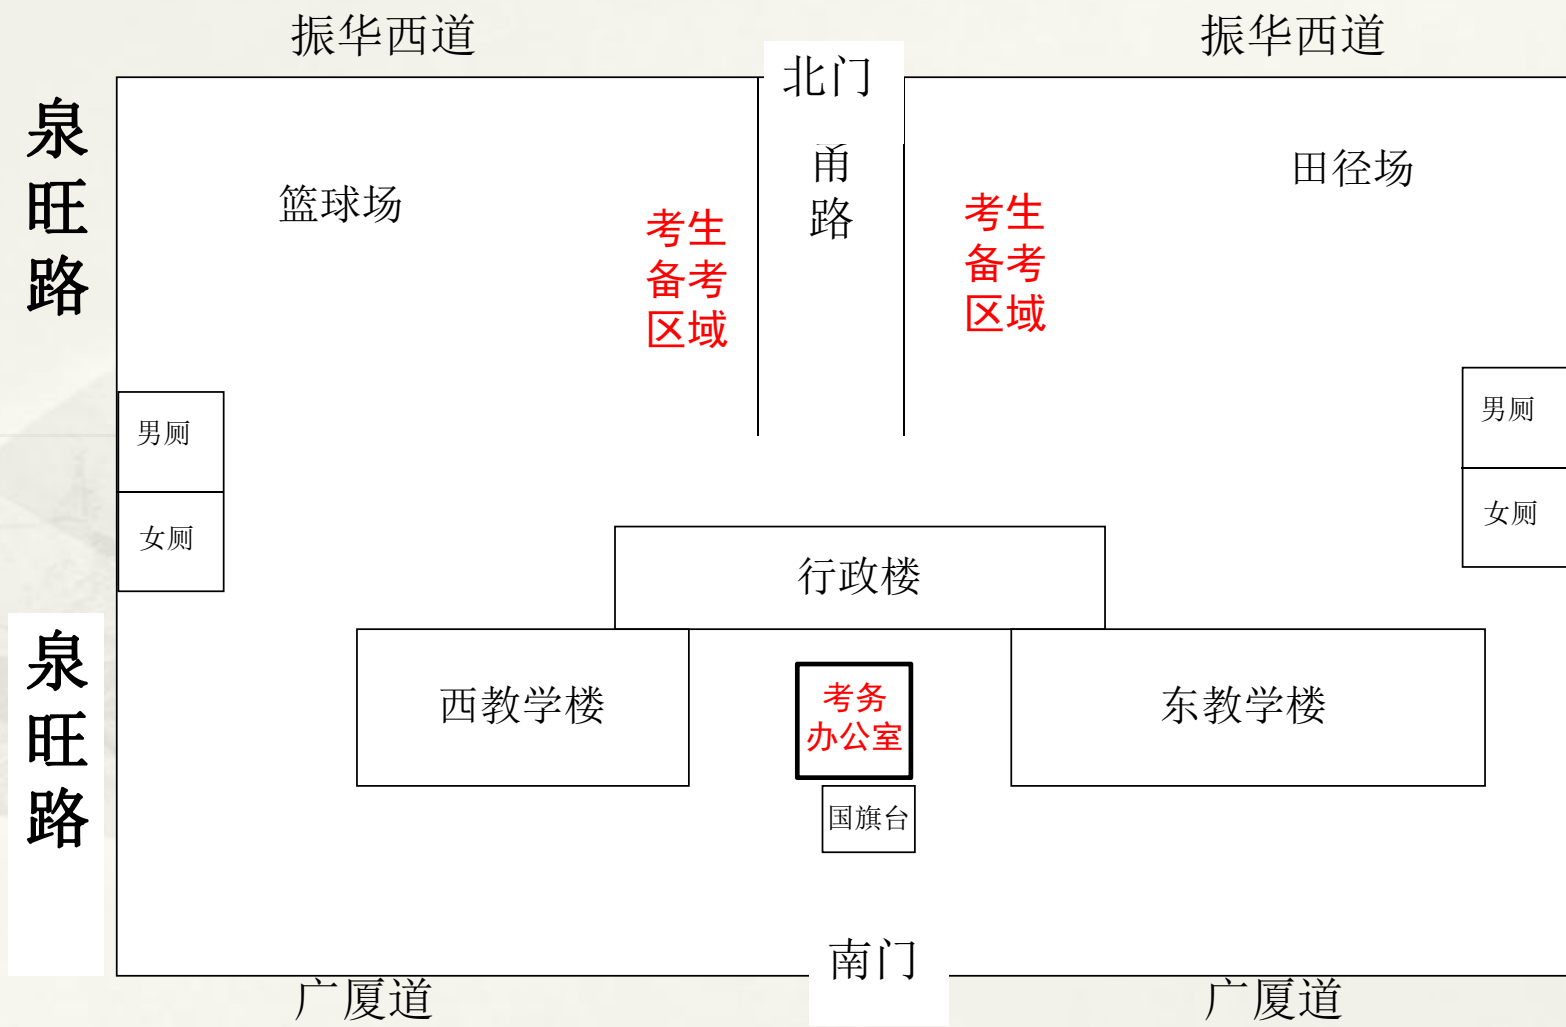 振华西道
振华西道
北门
泉
旺
路
甬
路
篮球场
田径场
考生
备考
区域
考生
备考
区域
男厕
女厕
男厕
女厕
行政楼
泉
旺
路
西教学楼
考务
办公室
东教学楼
国旗台
南门
广厦道
广厦道